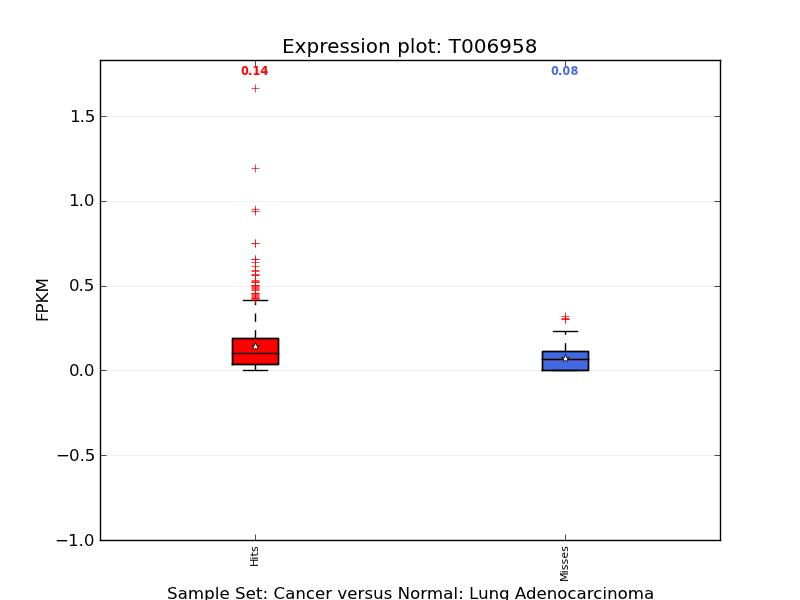 Expression plot: T006958
0.14
0.08
1.5
1.0
0.5
0.0
−0.5
−1.0
FPKM
Hits
Misses
Sample Set: Cancer versus Normal: Lung Adenocarcinoma